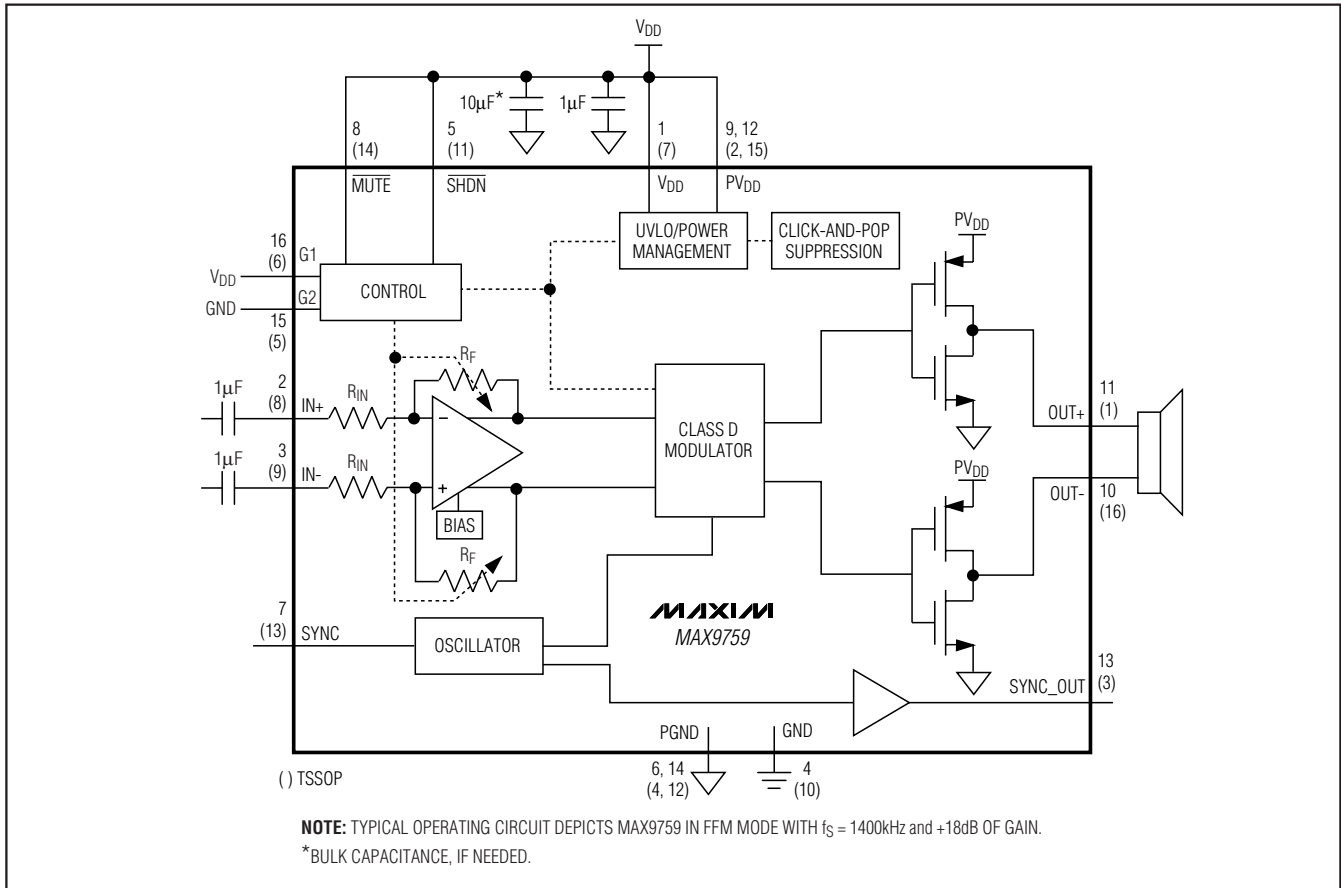 VDD
10μF*
1μF
8
(14)
5
(11)
1
(7)
9, 12
(2, 15)
MUTE
SHDN
VDD
PVDD
UVLO/POWER
MANAGEMENT
CLICK-AND-POP
SUPPRESSION
PVDD
16
(6)
G1
VDD
CONTROL
GND
G2
15
(5)
RF
1μF
2
(8)
IN+
RIN
−
CLASS D
MODULATOR
11
(1)
OUT+
1μF
3
(9)
IN-
RIN
+
BIAS
PVDD
OUT-
10
(16)
RF
MAXIM
MAX9759
7
(13)
SYNC
OSCILLATOR
13
(3)
SYNC_OUT
PGND
GND
6, 14
(4, 12)
4
(10)
( ) TSSOP
NOTE: TYPICAL OPERATING CIRCUIT DEPICTS MAX9759 IN FFM MODE WITH fS = 1400kHz and +18dB OF GAIN.
*BULK CAPACITANCE, IF NEEDED.